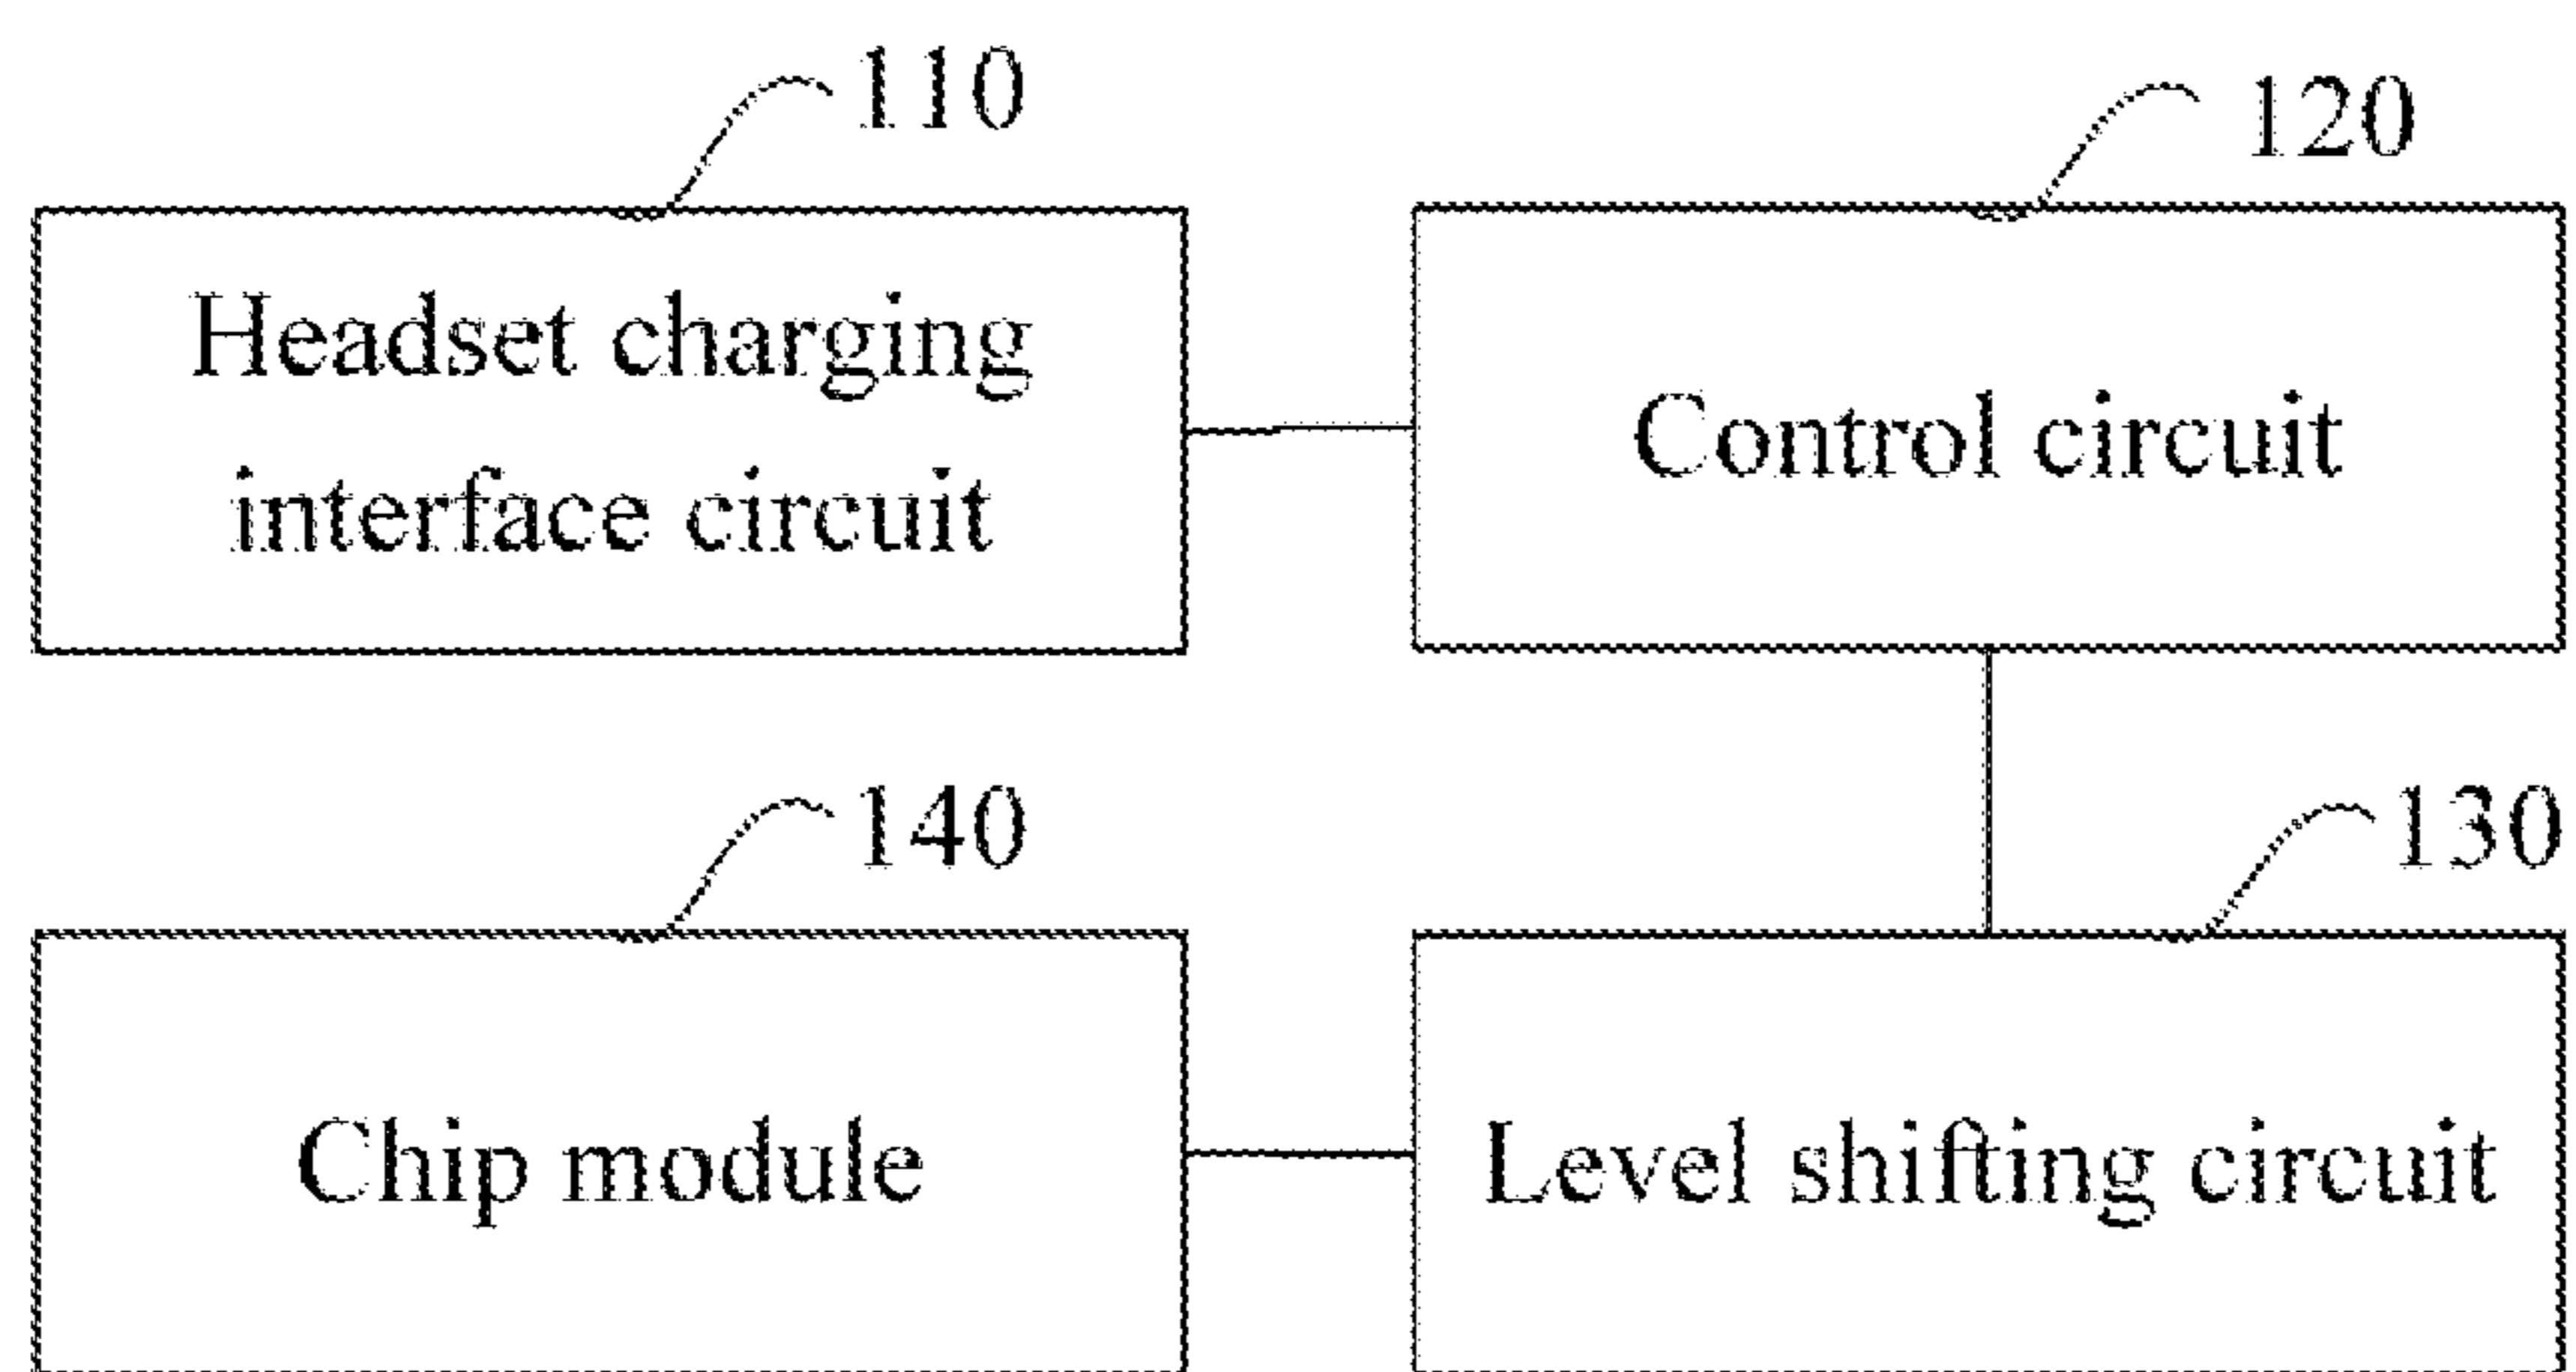 110
120
Headset charging
interface circuit
Control circuit
140
130
Chip module
Level shifting circuit